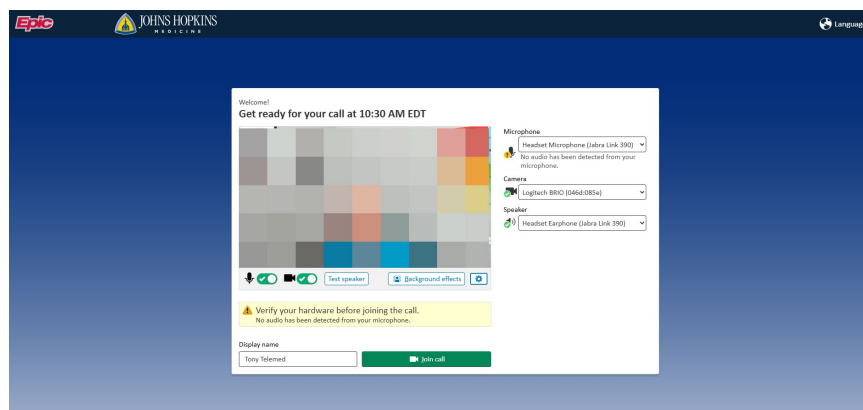 Epic
JOHNS HOPKINS
MEDICINE
Languag
Welcome!
Get ready for your call at 10:30 AM EDT
Microphone
Headset Microphone (Jabra Link 390)
No audio has been detected from your
microphone.
Camera
Logitech BRIO (046d:085e)
Speaker
Headset Earphone (Jabra Link 390)
Test speaker
Background effects
Verify your hardware before joining the call.
No audio has been detected from your microphone.
Display name
Tony Telemed
Join call